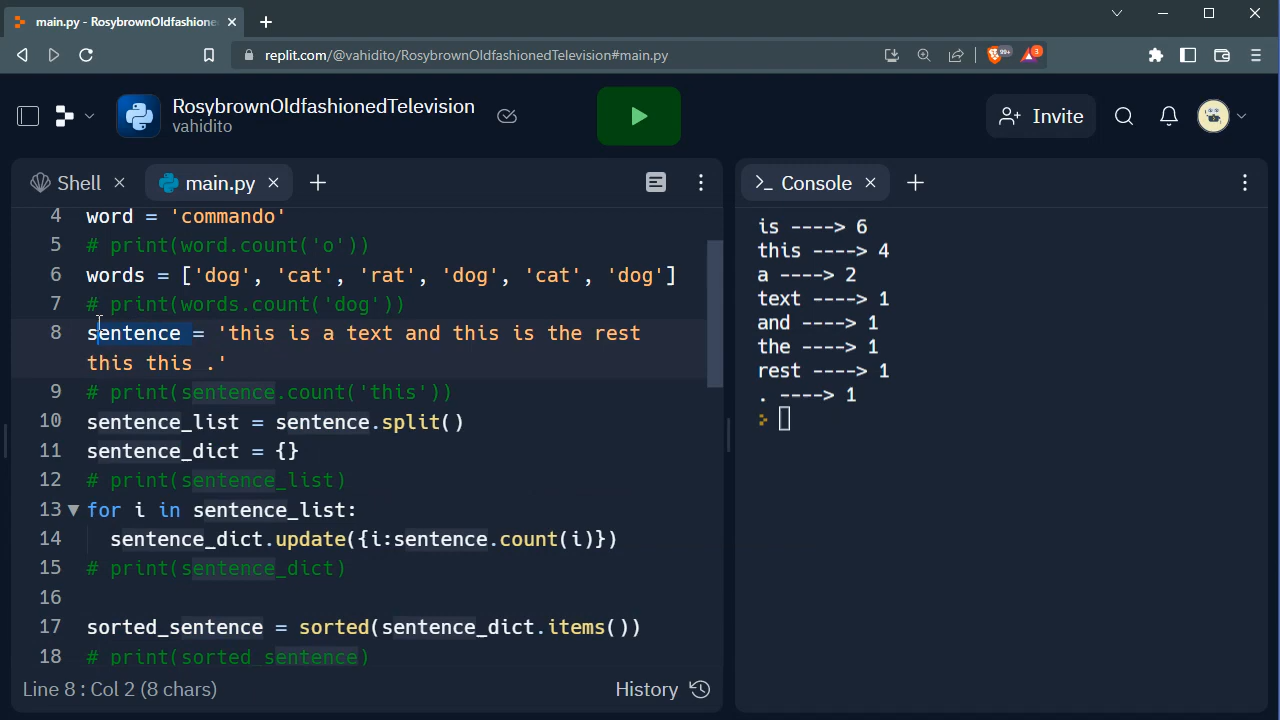 main.py - RosybrownOldfashione
replit.com/@vahidito/RosybrownOldfashionedTelevision#main.py
99+
3
RosybrownOldfashionedTelevision
vahidito
Invite
Shell
main.py
4 word = 'commando'
5 # print(word.count('o'))
6 words = ['dog', 'cat', 'rat', 'dog', 'cat', 'dog']
7 # print(words.count('dog'))
8 sentence = 'this is a text and this is the rest
this this .'
9 # print(sentence.count('this'))
10 sentence_list = sentence.split()
11 sentence_dict = {}
12 # print(sentence_list)
13 for i in sentence_list:
14 sentence_dict.update({i:sentence.count(i)})
15 # print(sentence_dict)
16
17 sorted_sentence = sorted(sentence_dict.items())
18 # print(sorted_sentence)
Line 8 : Col 2 (8 chars)
History
Console
is ----> 6
this ----> 4
a ----> 2
text ----> 1
and ----> 1
the ----> 1
rest ----> 1
. ----> 1